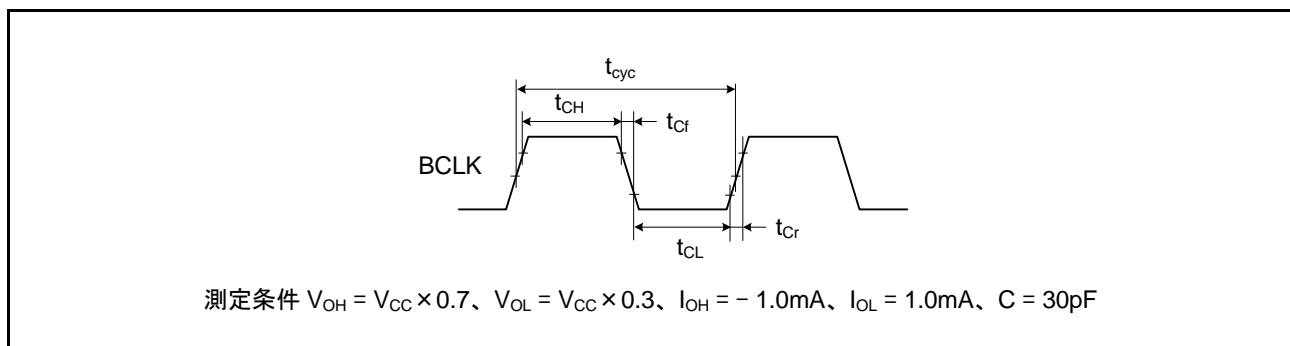 tcyc
tCH
tCf
BCLK
tCL
tCr
測定条件 VOH = VCC×0.7、VOL = VCC×0.3、IOH = − 1.0mA、IOL = 1.0mA、C = 30pF